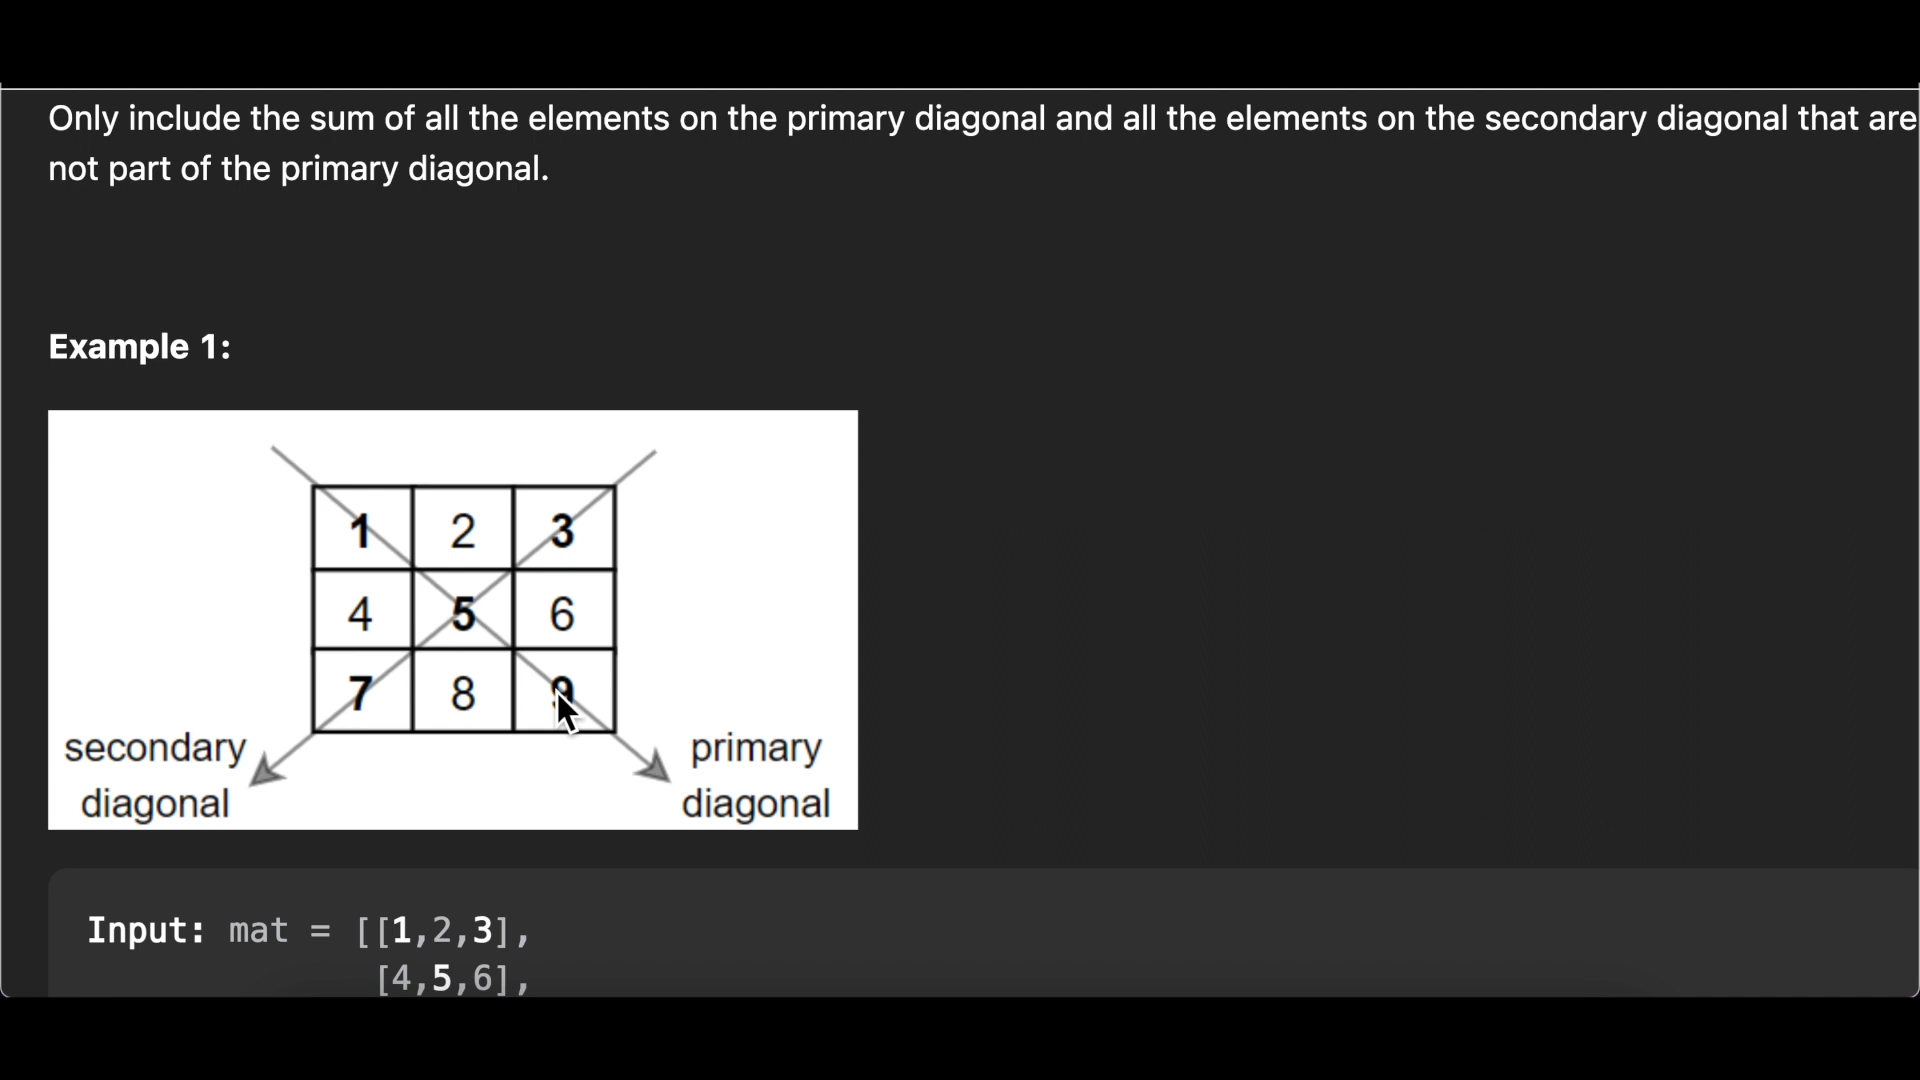 Only include the sum of all the elements on the primary diagonal and all the elements on the secondary diagonal that are
not part of the primary diagonal.
Example 1:
1 2 3
4 5 6
7 8 9
secondary
diagonal
primary
diagonal
Input: mat = [[1,2,3],
[4,5,6],